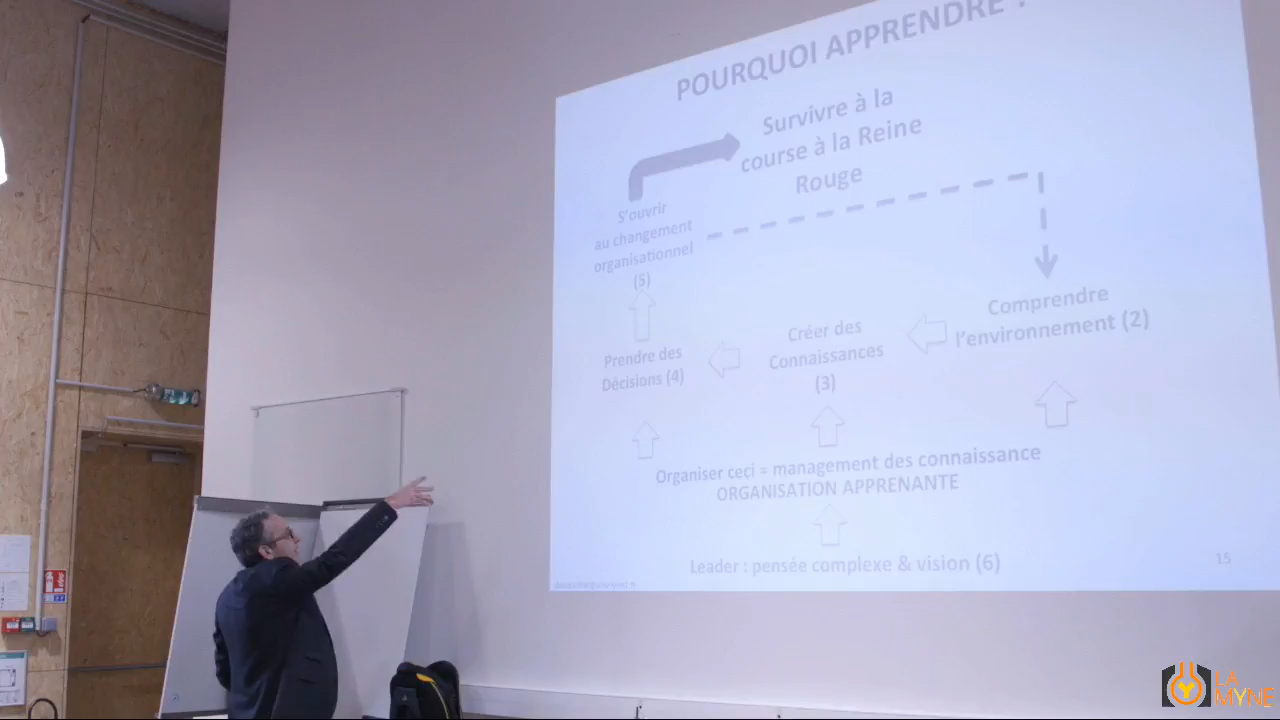 POURQUOI APPRENDRE ?
Survivre à la
course à la Reine
Rouge
S'ouvrir
au changement
organisationnel
(5)
Comprendre
l'environnement (2)
Créer des
Connaissances
(3)
Prendre des
Décisions (4)
Organiser ceci = management des connaissance
ORGANISATION APPRENANTE
Leader : pensée complexe & vision (6)
15
LA
MYNE